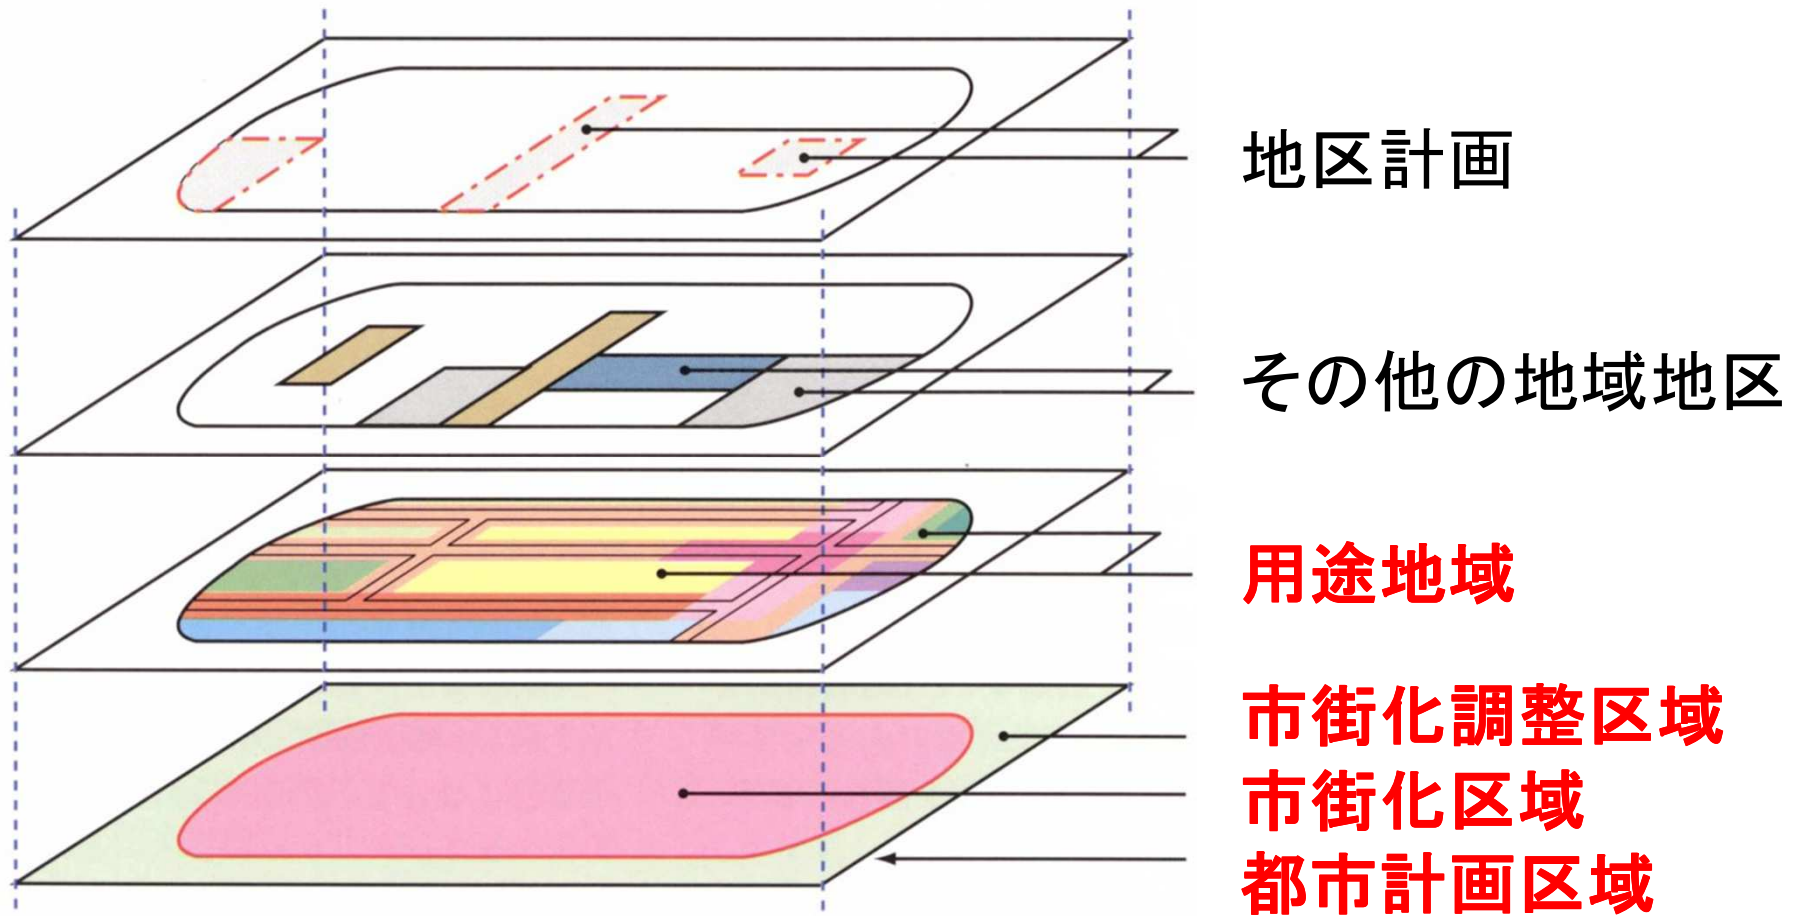 地区計画
その他の地域地区
用途地域
市街化調整区域
市街化区域
都市計画区域